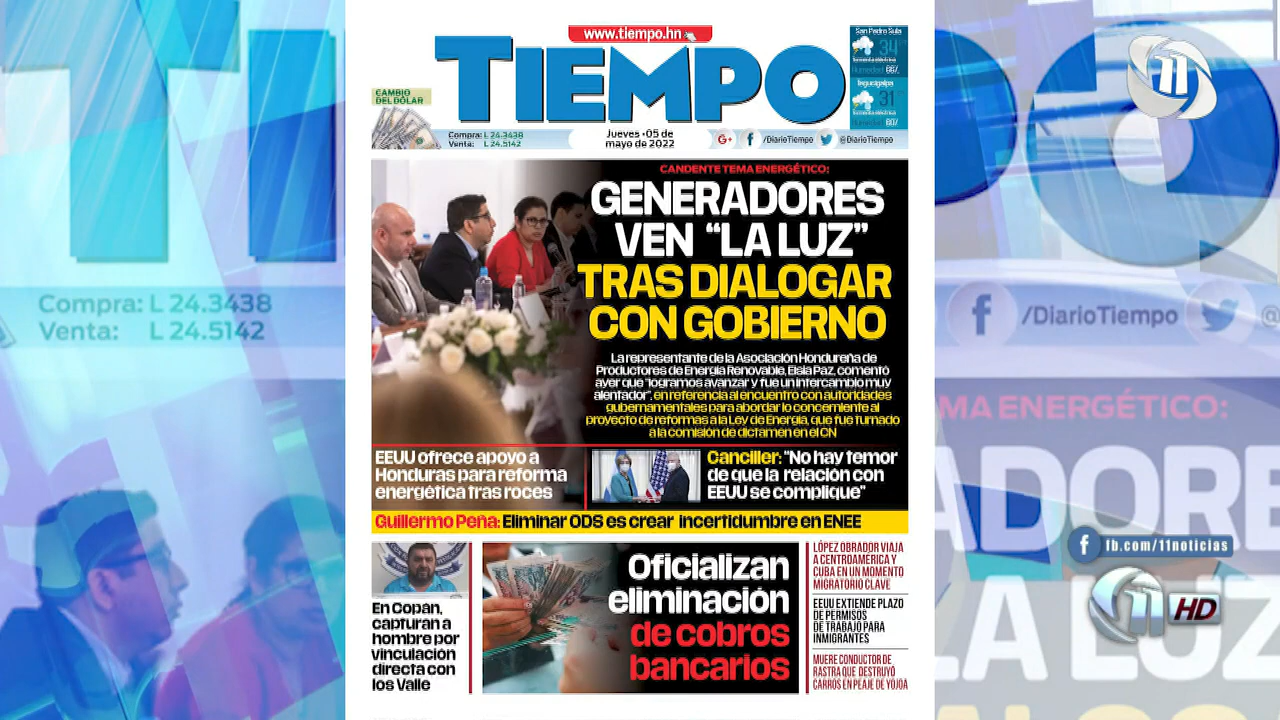 www.tiempo.hn
TIEMPO
CAMBIO
DEL DÓLAR
Compra: L 24.3438
Venta: L 24.5142
Jueves • 05 de
mayo de 2022
/DiarioTiempo
@DiarioTiempo
San Pedro Sula
34
Tormenta eléctrica
Humedad 66%
Tegucigalpa
31
Tormenta eléctrica
Humedad 60%
CANDENTE TEMA ENERGÉTICO:
GENERADORES
VEN “LA LUZ”
TRAS DIALOGAR
CON GOBIERNO
La representante de la Asociación Hondureña de
Productores de Energía Renovable, Elsia Paz, comentó
ayer que “logramos avanzar y fue un intercambio muy
alentador”, en referencia al encuentro con autoridades
gubernamentales para abordar lo concerniente al
proyecto de reformas a la Ley de Energía, que fue turnado
a la comisión de dictamen en el CN
EEUU ofrece apoyo a
Honduras para reforma
energética tras roces
Canciller: "No hay temor
de que la relación con
EEUU se complique"
Guillermo Peña: Eliminar ODS es crear incertidumbre en ENEE
En Copán,
capturan a
hombre por
vinculación
directa con
los Valle
Oficializan
eliminación
de cobros
bancarios
LÓPEZ OBRADOR VIAJA
A CENTROAMÉRICA Y
CUBA EN UN MOMENTO
MIGRATORIO CLAVE
EEUU EXTIENDE PLAZO
DE PERMISOS
DE TRABAJO PARA
INMIGRANTES
MUERE CONDUCTOR DE
RASTRA QUE DESTRUYÓ
CARROS EN PEAJE DE YOJOA
Compra: L 24.3438
Venta: L 24.5142
/DiarioTiempo
MA ENERGÉTICO:
ADORE
LA LUZ
11
fb.com/11noticias
11 HD